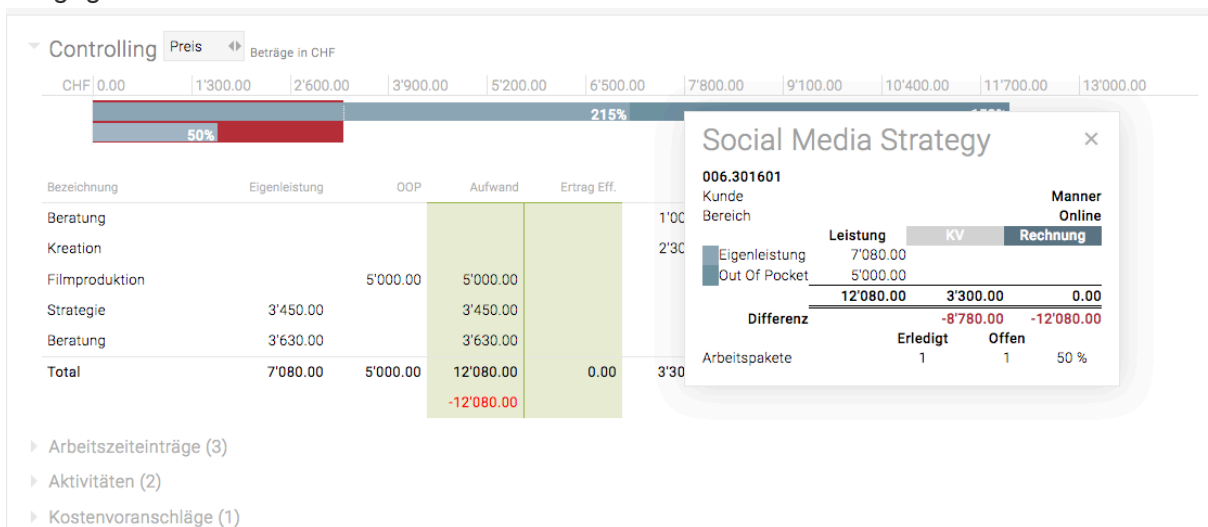 Controlling Preis Beträge in CHF
CHF 0.00 1'300.00 2'600.00 3'900.00 5'200.00 6'500.00 7'800.00 9'100.00 10'400.00 11'700.00 13'000.00
215%
50%
Bezeichnung Eigenleistung OOP Aufwand Ertrag Eff.
Beratung
Kreation
Filmproduktion 5'000.00 5'000.00
Strategie 3'450.00 3'450.00
Beratung 3'630.00 3'630.00
Total 7'080.00 5'000.00 12'080.00 0.00
-12'080.00
Social Media Strategy ×
006.301601
Kunde Manner
Bereich Online
Leistung KV Rechnung
Eigenleistung 7'080.00
Out Of Pocket 5'000.00
12'080.00 3'300.00 0.00
Differenz -8'780.00 -12'080.00
Erledigt Offen
Arbeitspakete 1 1 50 %
Arbeitszeiteinträge (3)
Aktivitäten (2)
Kostenvoranschläge (1)